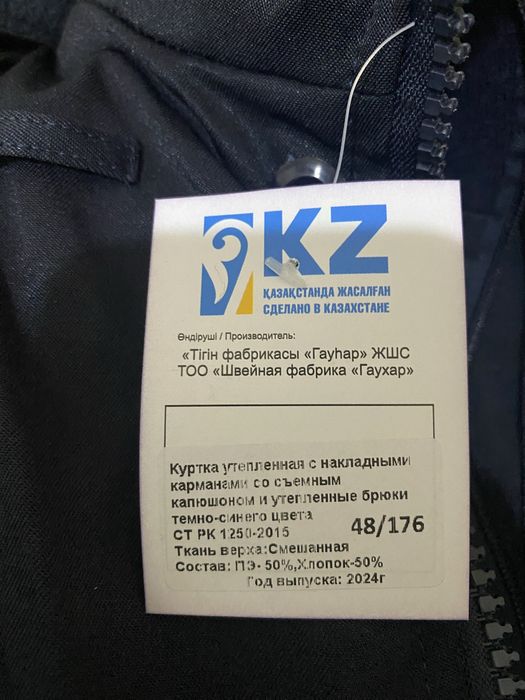 KZ
ҚАЗАҚСТАНДА ЖАСАЛҒАН
СДЕЛАНО В КАЗАХСТАНЕ
Өндіруші / Производитель:
«Тігін фабрикасы «Гауһар» ЖШС
ТОО «Швейная фабрика «Гаухар»
Куртка утепленная с накладными
карманами со съемным
капюшоном и утепленные брюки
темно-синего цвета
СТ РК 1250-2015 48/176
Ткань верха:Смешанная
Состав: ПЭ- 50%,Хлопок-50%
Год выпуска: 2024г